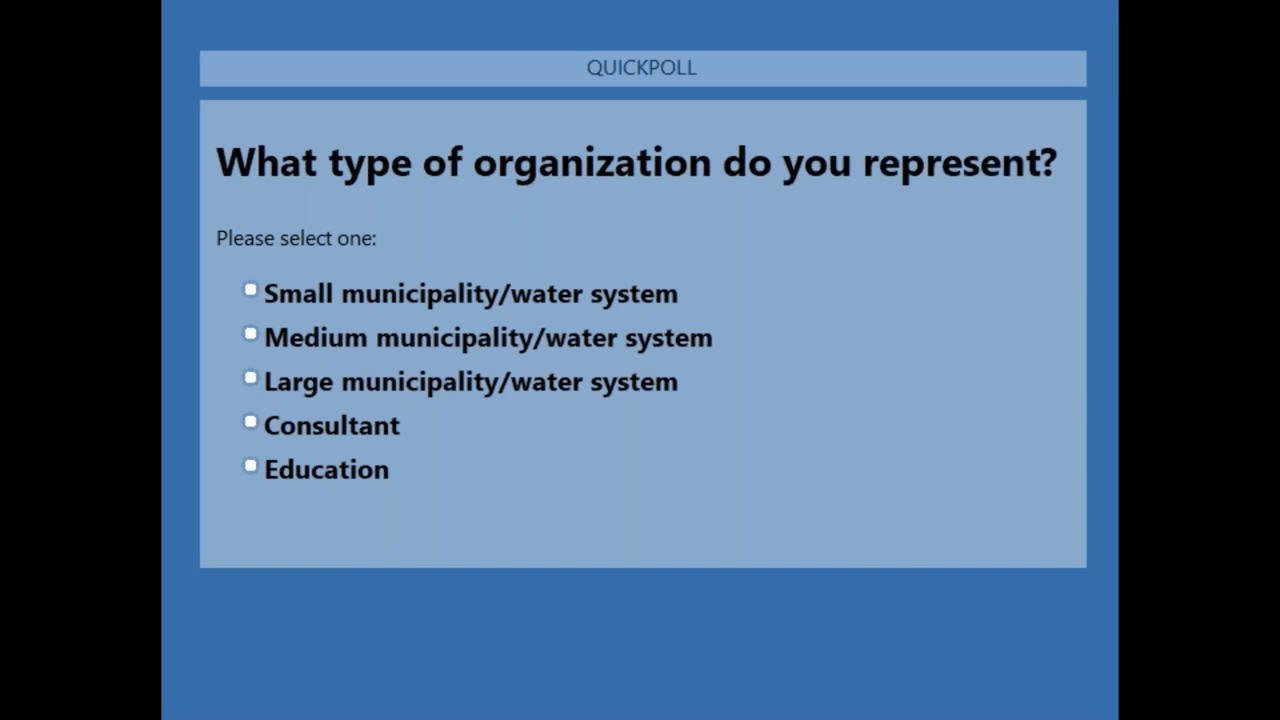 QUICKPOLL
What type of organization do you represent?
Please select one:
Small municipality/water system
Medium municipality/water system
Large municipality/water system
Consultant
Education